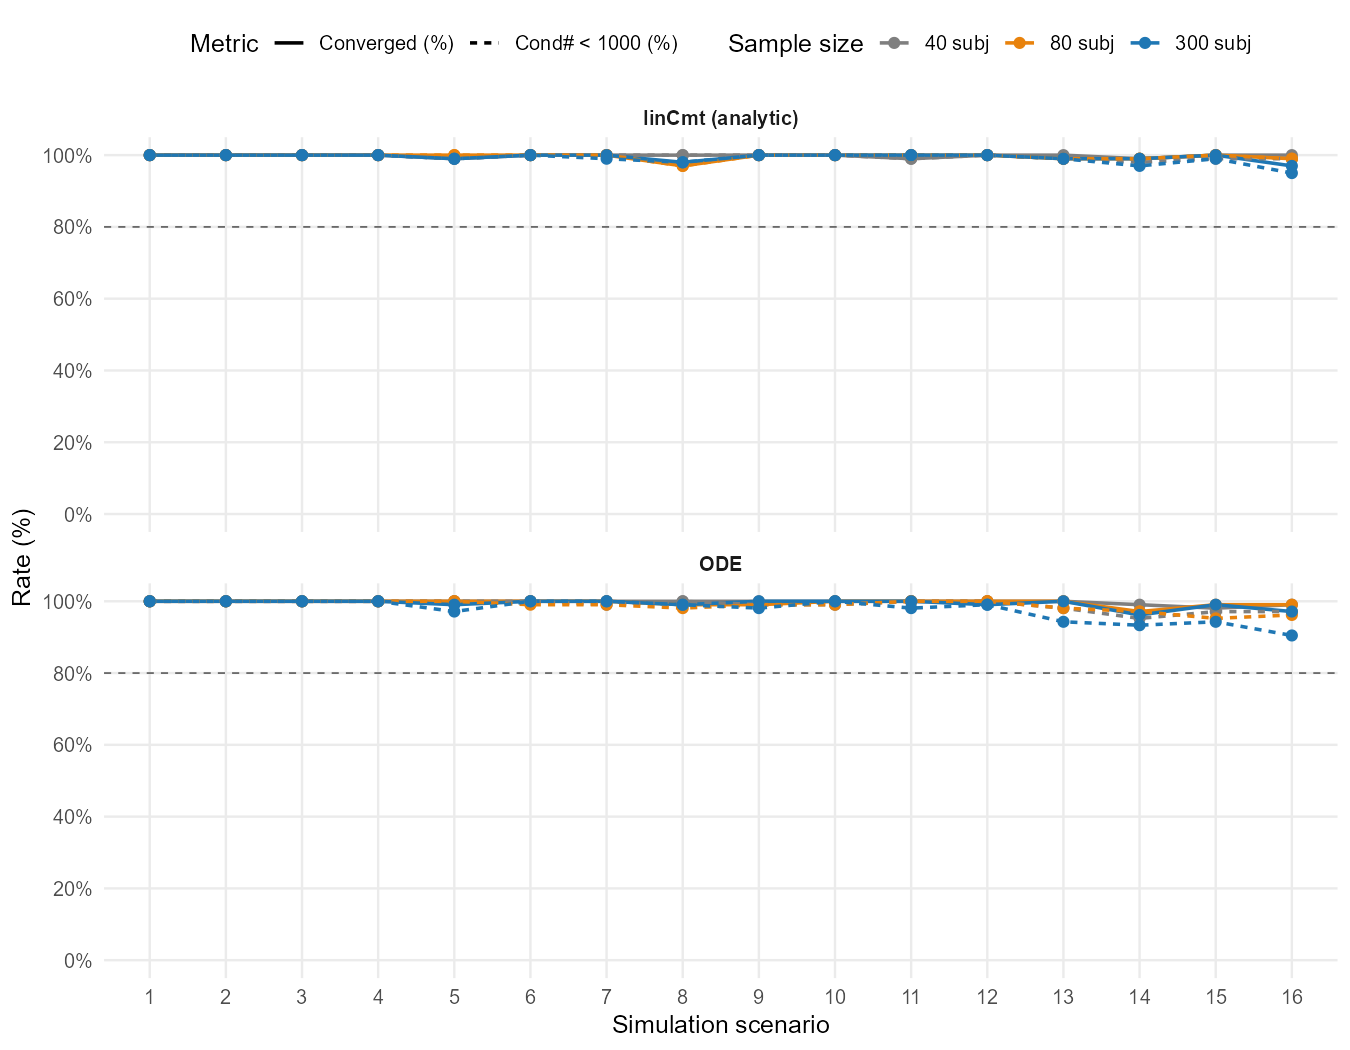 Metric Converged (%) Cond# < 1000 (%) Sample size 40 subj 80 subj 300 subj
linCmt (analytic)
100%
80%
60%
40%
20%
0%
Rate (%)
ODE
100%
80%
60%
40%
20%
0%
1 2 3 4 5 6 7 8 9 10 11 12 13 14 15 16
Simulation scenario